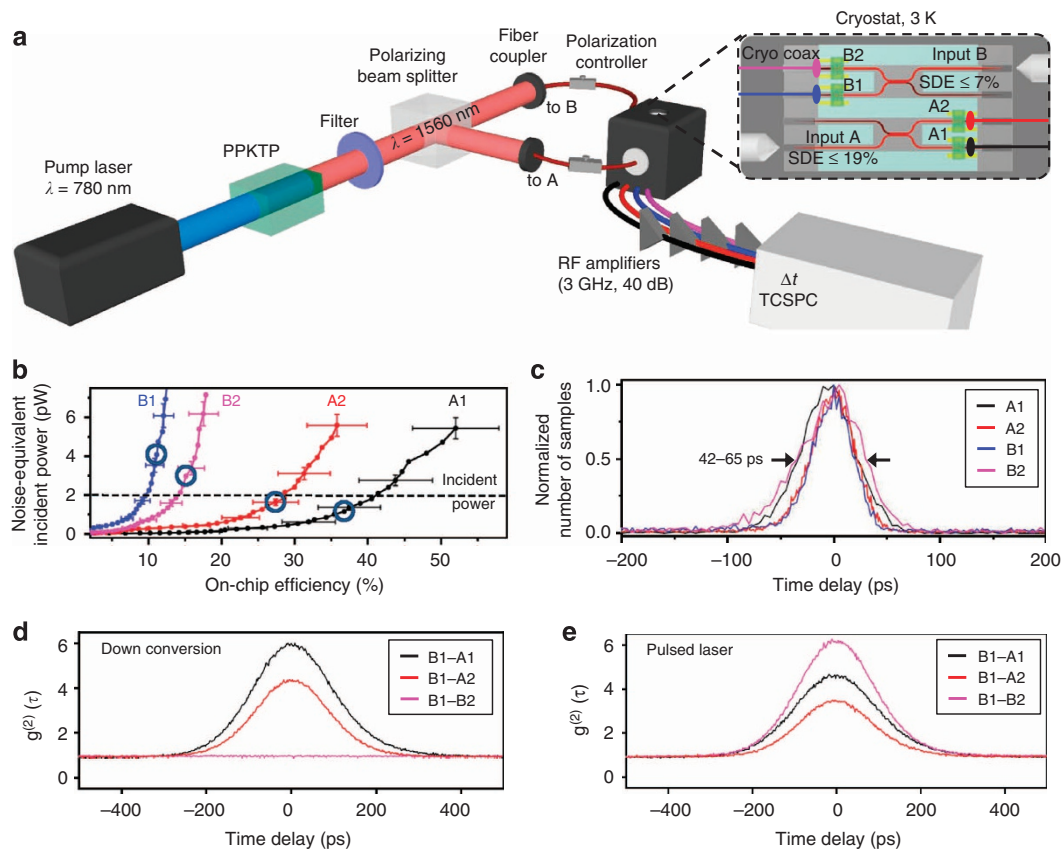 a
Cryostat, 3 K
Cryo coax
B2
Input B
B1
SDE ≤ 7%
A2
Input A
A1
SDE ≤ 19%
Fiber
coupler
Polarization
controller
Polarizing
beam splitter
to B
Filter
λ = 1560 nm
PPKTP
to A
Pump laser
λ = 780 nm
RF amplifiers
(3 GHz, 40 dB)
Δt
TCSPC
b
Noise-equivalent
incident power (pW)
6
4
2
0
B1
B2
A2
A1
Incident
power
10
20
30
40
50
On-chip efficiency (%)
c
Normalized
number of samples
1.0
0.5
0.0
42–65 ps
A1
A2
B1
B2
−200
−100
0
100
200
Time delay (ps)
d
g(2) (τ)
6
4
2
0
Down conversion
B1–A1
B1–A2
B1–B2
−400
−200
0
200
400
Time delay (ps)
e
g(2) (τ)
6
4
2
0
Pulsed laser
B1–A1
B1–A2
B1–B2
−400
−200
0
200
400
Time delay (ps)